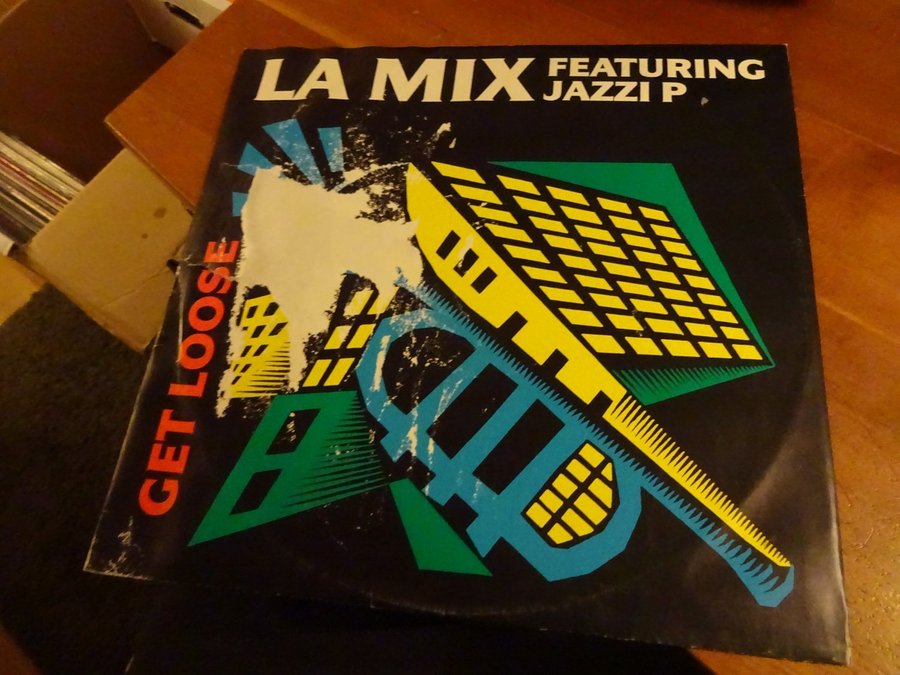 LA MIX FEATURING
JAZZI P
GET LOOSE